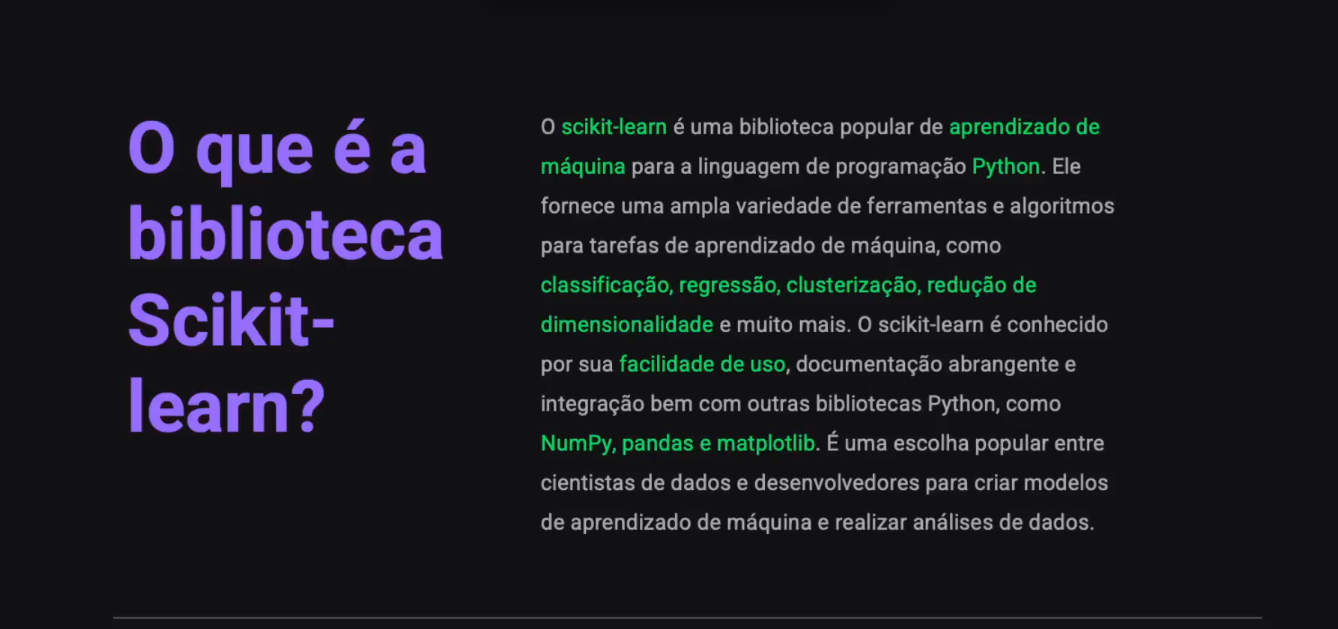 O que é a
biblioteca
Scikit-
learn?
O scikit-learn é uma biblioteca popular de aprendizado de
máquina para a linguagem de programação Python. Ele
fornece uma ampla variedade de ferramentas e algoritmos
para tarefas de aprendizado de máquina, como
classificação, regressão, clusterização, redução de
dimensionalidade e muito mais. O scikit-learn é conhecido
por sua facilidade de uso, documentação abrangente e
integração bem com outras bibliotecas Python, como
NumPy, pandas e matplotlib. É uma escolha popular entre
cientistas de dados e desenvolvedores para criar modelos
de aprendizado de máquina e realizar análises de dados.